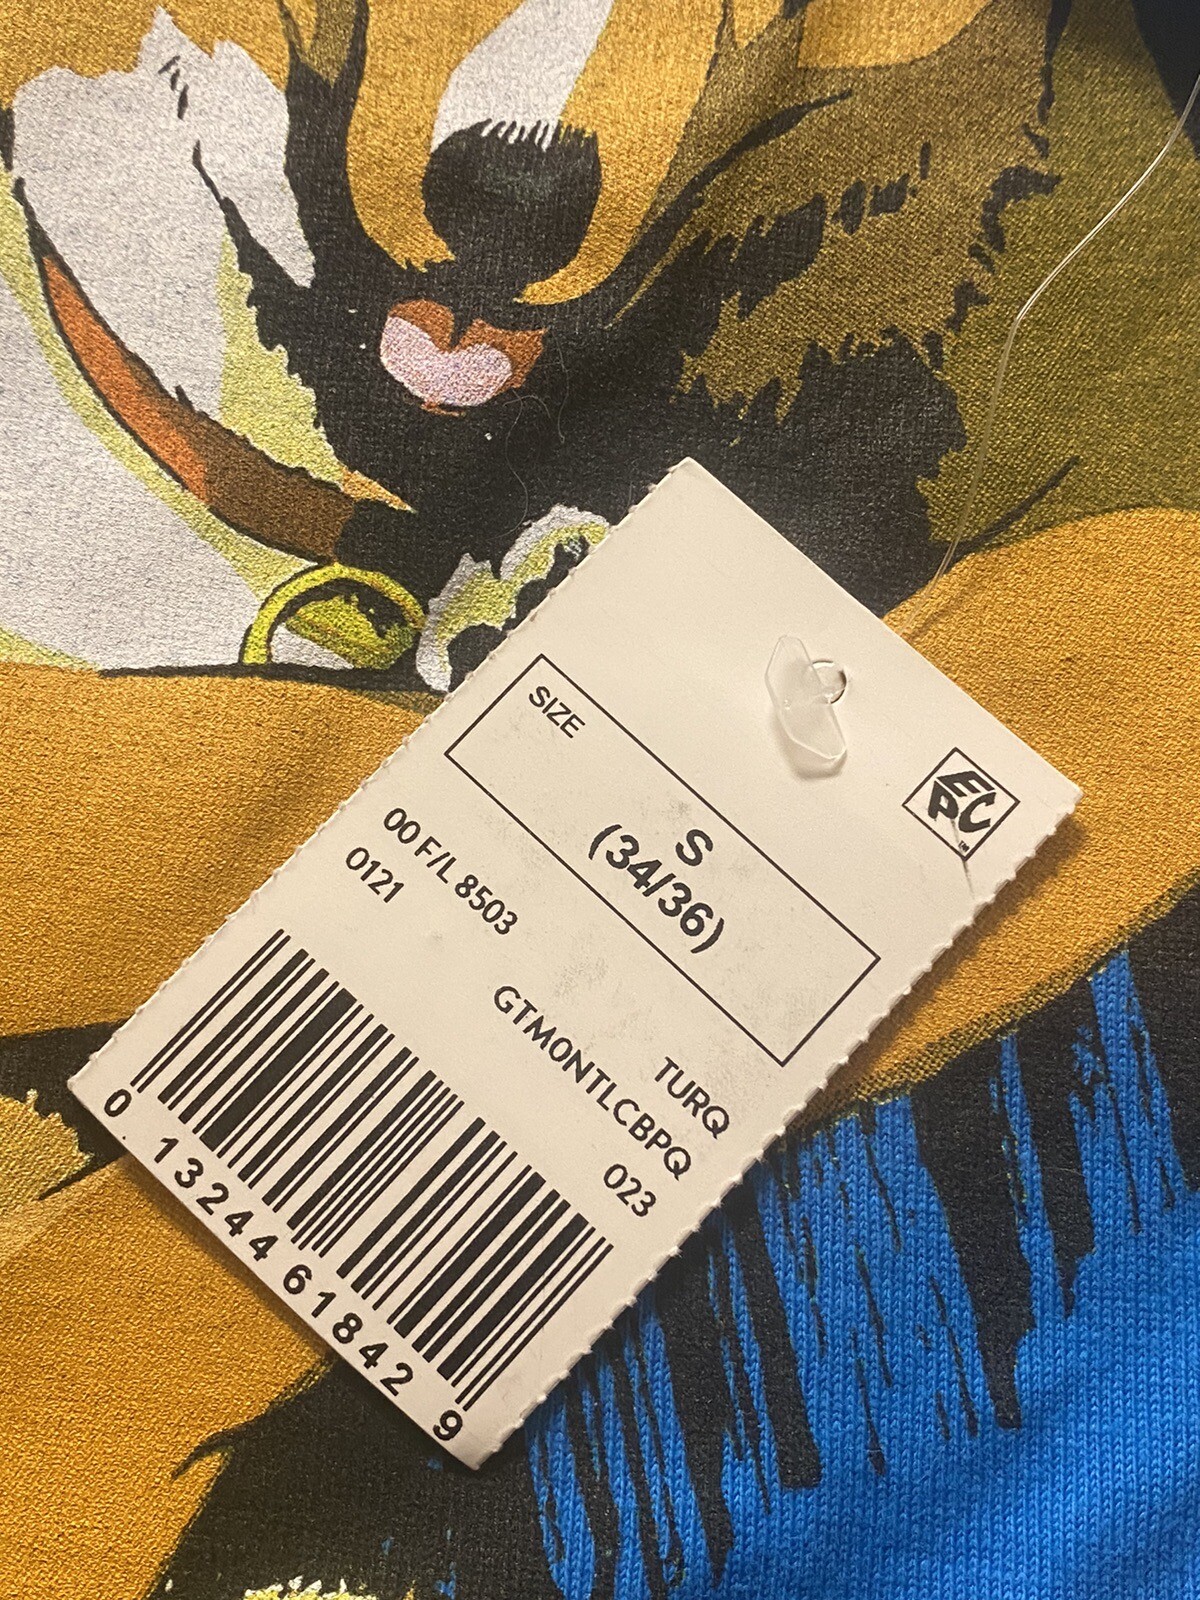 EPC
SIZE
S
(34/36)
00 F/L 8503
0121
TURQ
GTM0NTLCBPQ
023
0 13244 61842 9